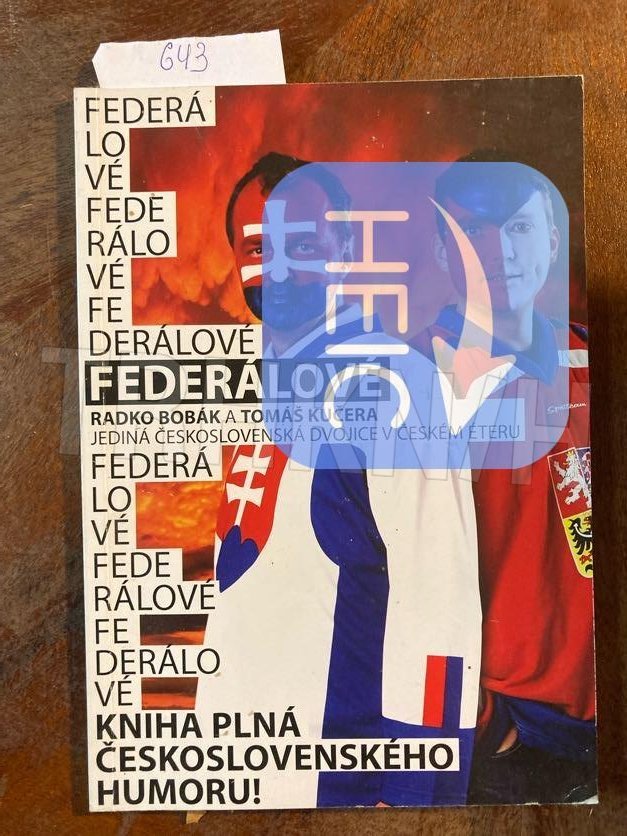 643
FEDERÁ
LO
VÉ
FEDE
RÁLO
VÉ
FE
DERÁLOVÉ
FEDERÁLOVÉ
RADKO BOBÁK A TOMÁŠ KUČERA
JEDINÁ ČESKOSLOVENSKÁ DVOJICE V ČESKÉM ÉTERU
FEDERÁ
LO
VÉ
FEDE
RÁLOVÉ
FE
DERÁLO
VÉ
KNIHA PLNÁ
ČESKOSLOVENSKÉHO
HUMORU!
HEIC